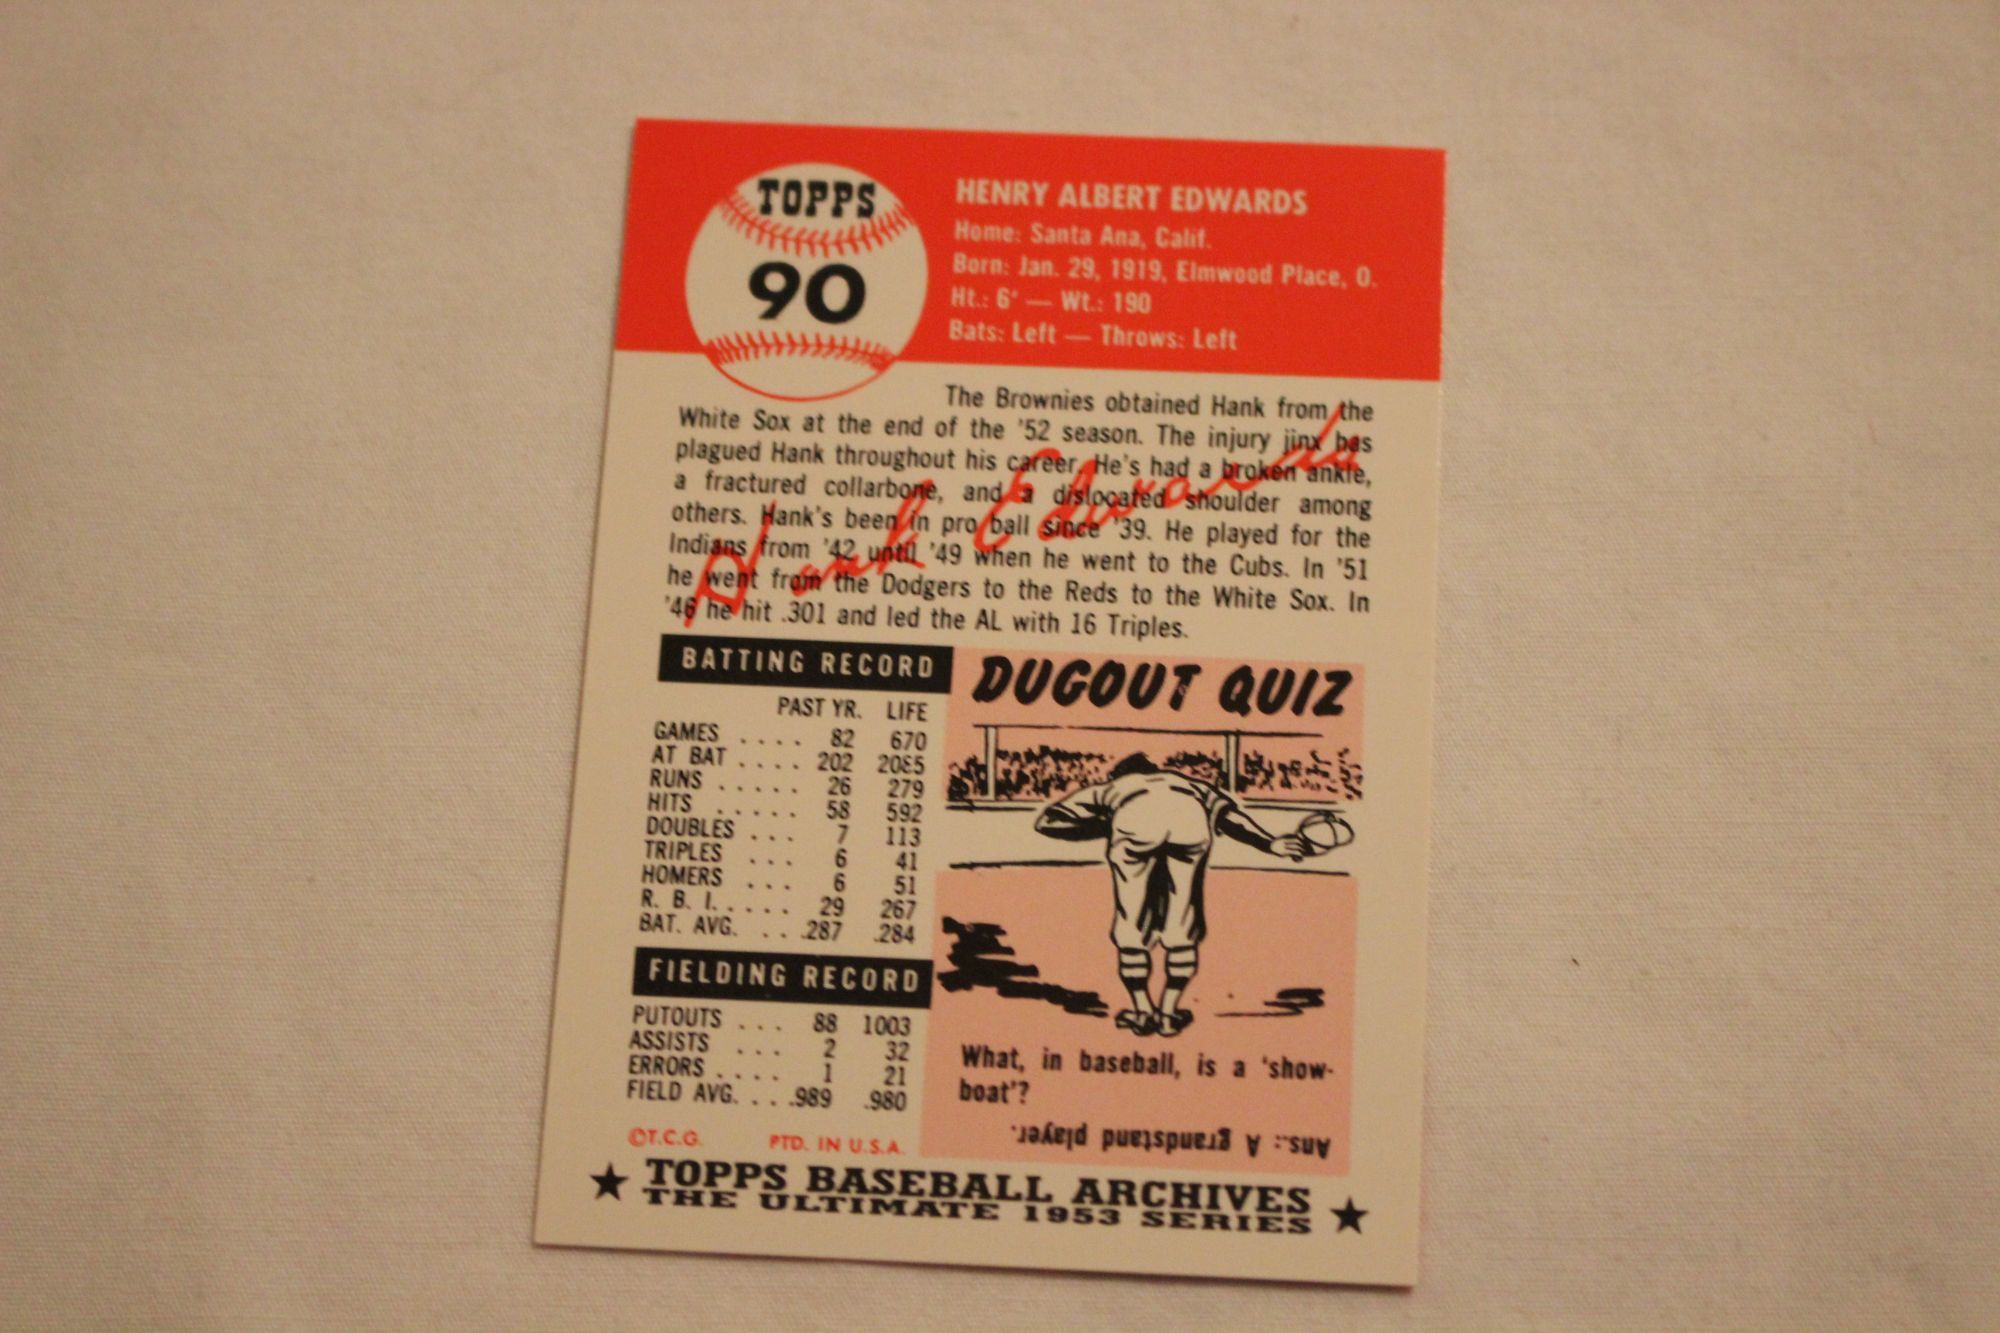 TOPPS
90
HENRY ALBERT EDWARDS
Home: Santa Ana, Calif.
Born: Jan. 29, 1919, Elmwood Place, O.
Ht.: 6' — Wt.: 190
Bats: Left — Throws: Left
The Brownies obtained Hank from the
White Sox at the end of the '52 season. The injury jinx has
plagued Hank throughout his career. He's had a broken ankle,
a fractured collarbone, and a dislocated shoulder among
others. Hank's been in pro ball since '39. He played for the
Indians from '42 until '49 when he went to the Cubs. In '51
he went from the Dodgers to the Reds to the White Sox. In
'46 he hit .301 and led the AL with 16 Triples.
Hank Edwards
BATTING RECORD
PAST YR. LIFE
GAMES . . . . 82 670
AT BAT . . . . 202 2085
RUNS . . . . . 26 279
HITS . . . . . 58 592
DOUBLES . . . 7 113
TRIPLES . . . 6 41
HOMERS . . . 6 51
R. B. I. . . . . 29 267
BAT. AVG. . . .287 .284
FIELDING RECORD
PUTOUTS . . . 88 1003
ASSISTS . . . 2 32
ERRORS . . . . 1 21
FIELD AVG. . . .989 .980
©T.C.G. PTD. IN U.S.A.
DUGOUT QUIZ
What, in baseball, is a 'show-
boat'?
Ans.: A grandstand player.
★ TOPPS BASEBALL ARCHIVES ★
THE ULTIMATE 1953 SERIES